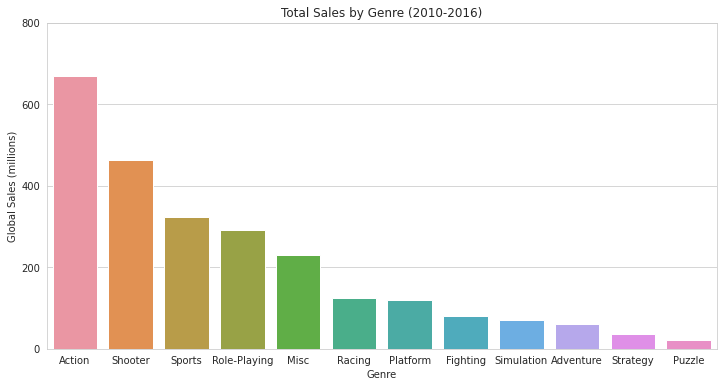 Total Sales by Genre (2010-2016)
Global Sales (millions)
800
600
400
200
0
Action Shooter Sports Role-Playing Misc Racing Platform Fighting Simulation Adventure Strategy Puzzle
Genre